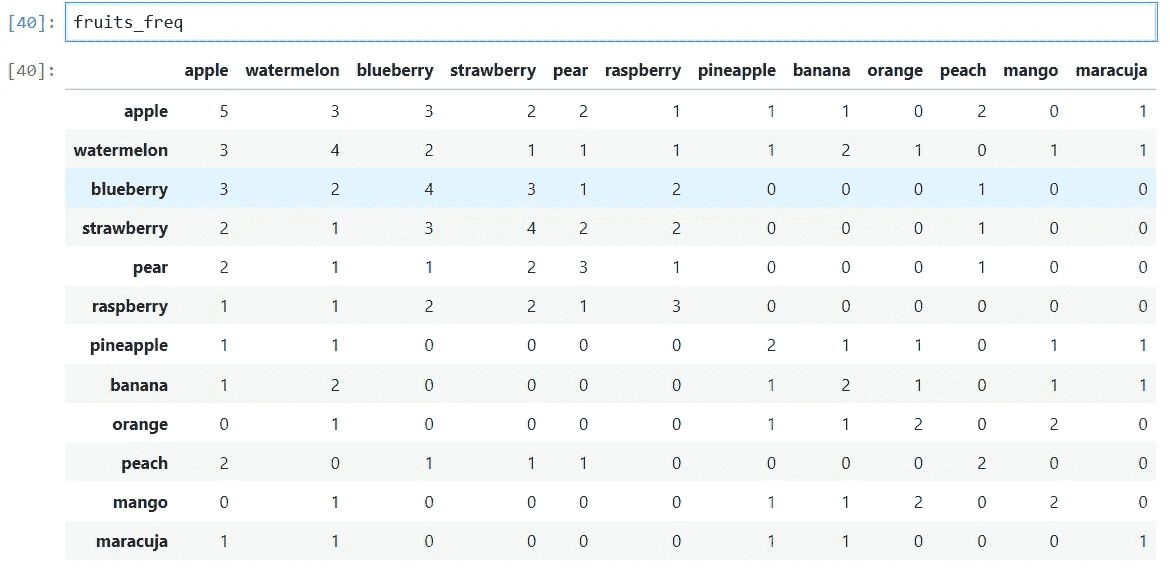 [40]: fruits_freq
[40]: apple watermelon blueberry strawberry pear raspberry pineapple banana orange peach mango maracuja
apple 5 3 3 2 2 1 1 1 0 2 0 1
watermelon 3 4 2 1 1 1 1 2 1 0 1 1
blueberry 3 2 4 3 1 2 0 0 0 1 0 0
strawberry 2 1 3 4 2 2 0 0 0 1 0 0
pear 2 1 1 2 3 1 0 0 0 1 0 0
raspberry 1 1 2 2 1 3 0 0 0 0 0 0
pineapple 1 1 0 0 0 0 2 1 1 0 1 1
banana 1 2 0 0 0 0 1 2 1 0 1 1
orange 0 1 0 0 0 0 1 1 2 0 2 0
peach 2 0 1 1 1 0 0 0 0 2 0 0
mango 0 1 0 0 0 0 1 1 2 0 2 0
maracuja 1 1 0 0 0 0 1 1 0 0 0 1